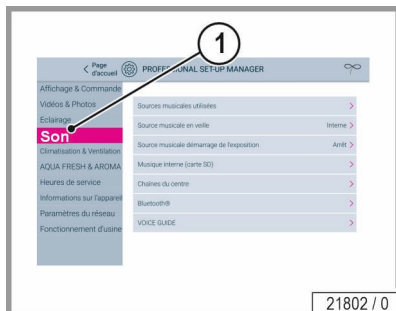 1
Page
d'accueil
PROFESSIONAL SET-UP MANAGER
Affichage & Commande
Vidéos & Photos
Eclairage
Son
Climatisation & Ventilation
AQUA FRESH & AROMA
Heures de service
Informations sur l'appareil
Paramètres du réseau
Fonctionnement d'usine
Sources musicales utilisées
Source musicale en veille Interne
Source musicale démarrage de l'exposition Arrêt
Musique interne (carte SD)
Chaînes du centre
Bluetooth®
VOICE GUIDE
21802 / 0